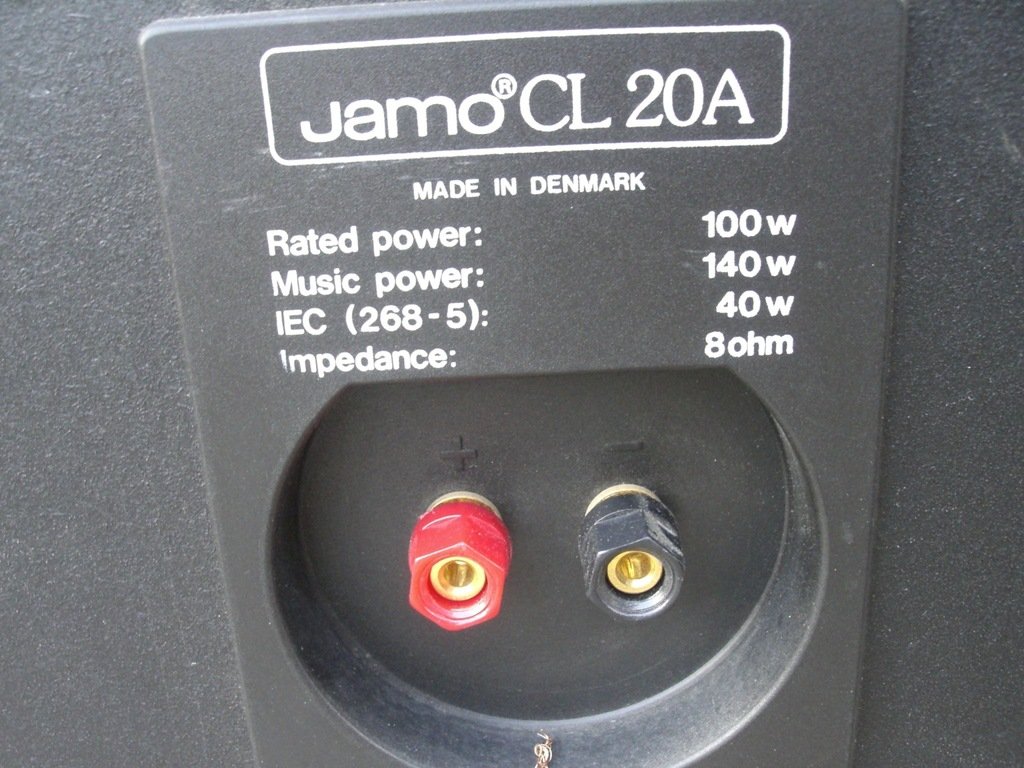 Jamo® CL 20A
MADE IN DENMARK
Rated power: 100 w
Music power: 140 w
IEC (268-5): 40 w
Impedance: 8 ohm
+ −